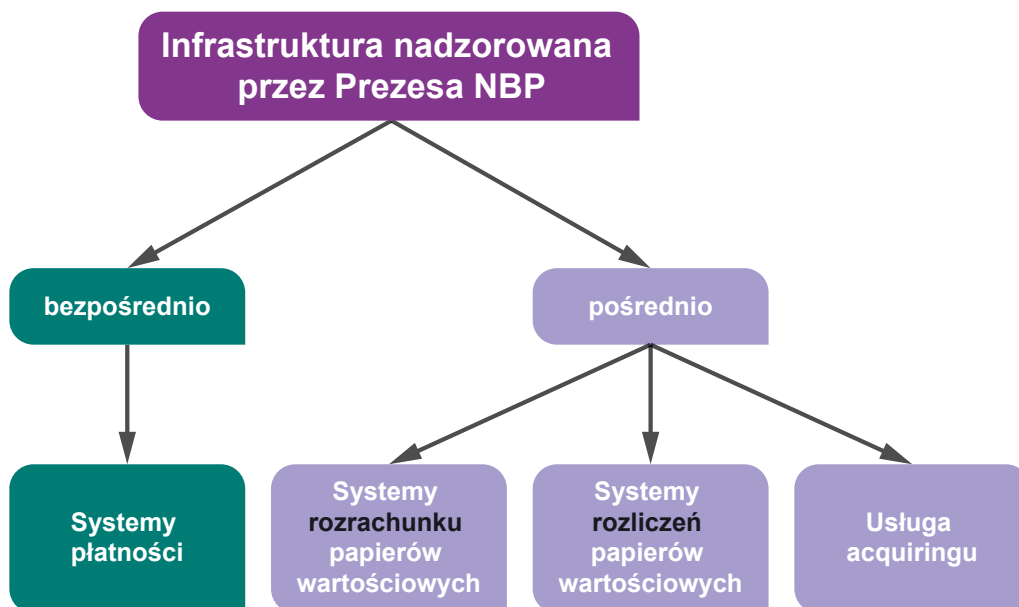 Infrastruktura nadzorowana
przez Prezesa NBP
bezpośrednio
pośrednio
Systemy
płatności
Systemy
rozrachunku
papierów
wartościowych
Systemy
rozliczeń
papierów
wartościowych
Usługa
acquiringu